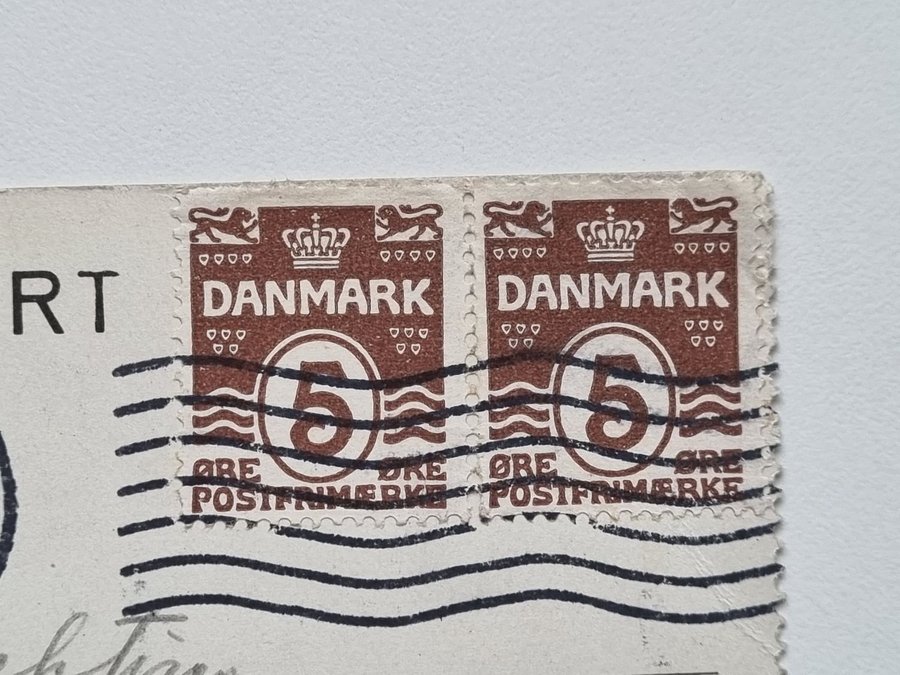 RT
DANMARK
5
ØRE ØRE
POSTFRIMÆRKE
DANMARK
5
ØRE ØRE
POSTFRIMÆRKE